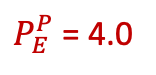 $P_E^P$ = 4.0